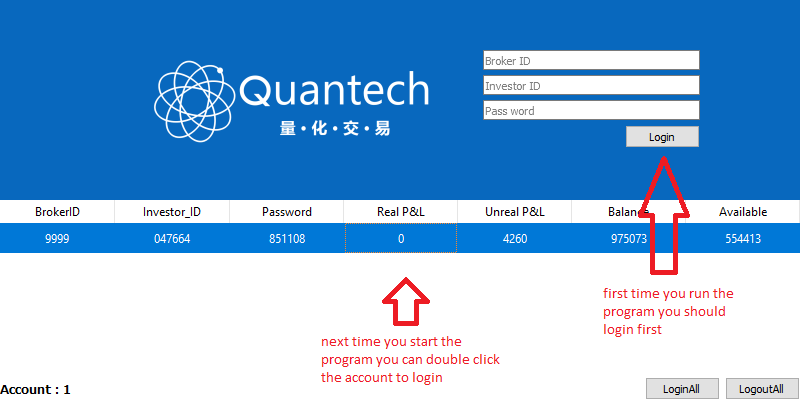 Broker ID
Investor ID
Pass word
Login
Quantech
量·化·交·易
BrokerID Investor_ID Password Real P&L Unreal P&L Balance Available
9999 047664 851108 0 4260 975073 554413
first time you run the
program you should
login first
next time you start the
program you can double click
the account to login
Account : 1
LoginAll LogoutAll